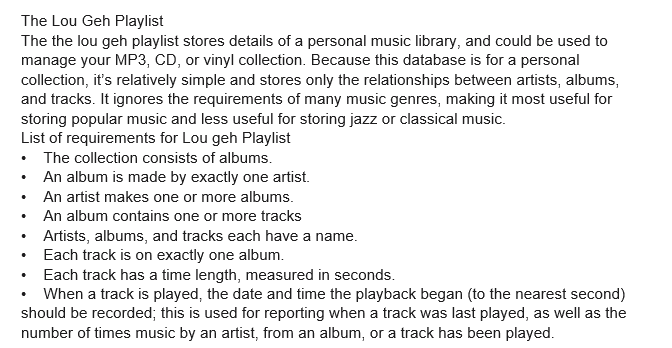 The Lou Geh Playlist
The the lou geh playlist stores details of a personal music library, and could be used to
manage your MP3, CD, or vinyl collection. Because this database is for a personal
collection, it’s relatively simple and stores only the relationships between artists, albums,
and tracks. It ignores the requirements of many music genres, making it most useful for
storing popular music and less useful for storing jazz or classical music.
List of requirements for Lou geh Playlist
• The collection consists of albums.
• An album is made by exactly one artist.
• An artist makes one or more albums.
• An album contains one or more tracks
• Artists, albums, and tracks each have a name.
• Each track is on exactly one album.
• Each track has a time length, measured in seconds.
• When a track is played, the date and time the playback began (to the nearest second)
should be recorded; this is used for reporting when a track was last played, as well as the
number of times music by an artist, from an album, or a track has been played.